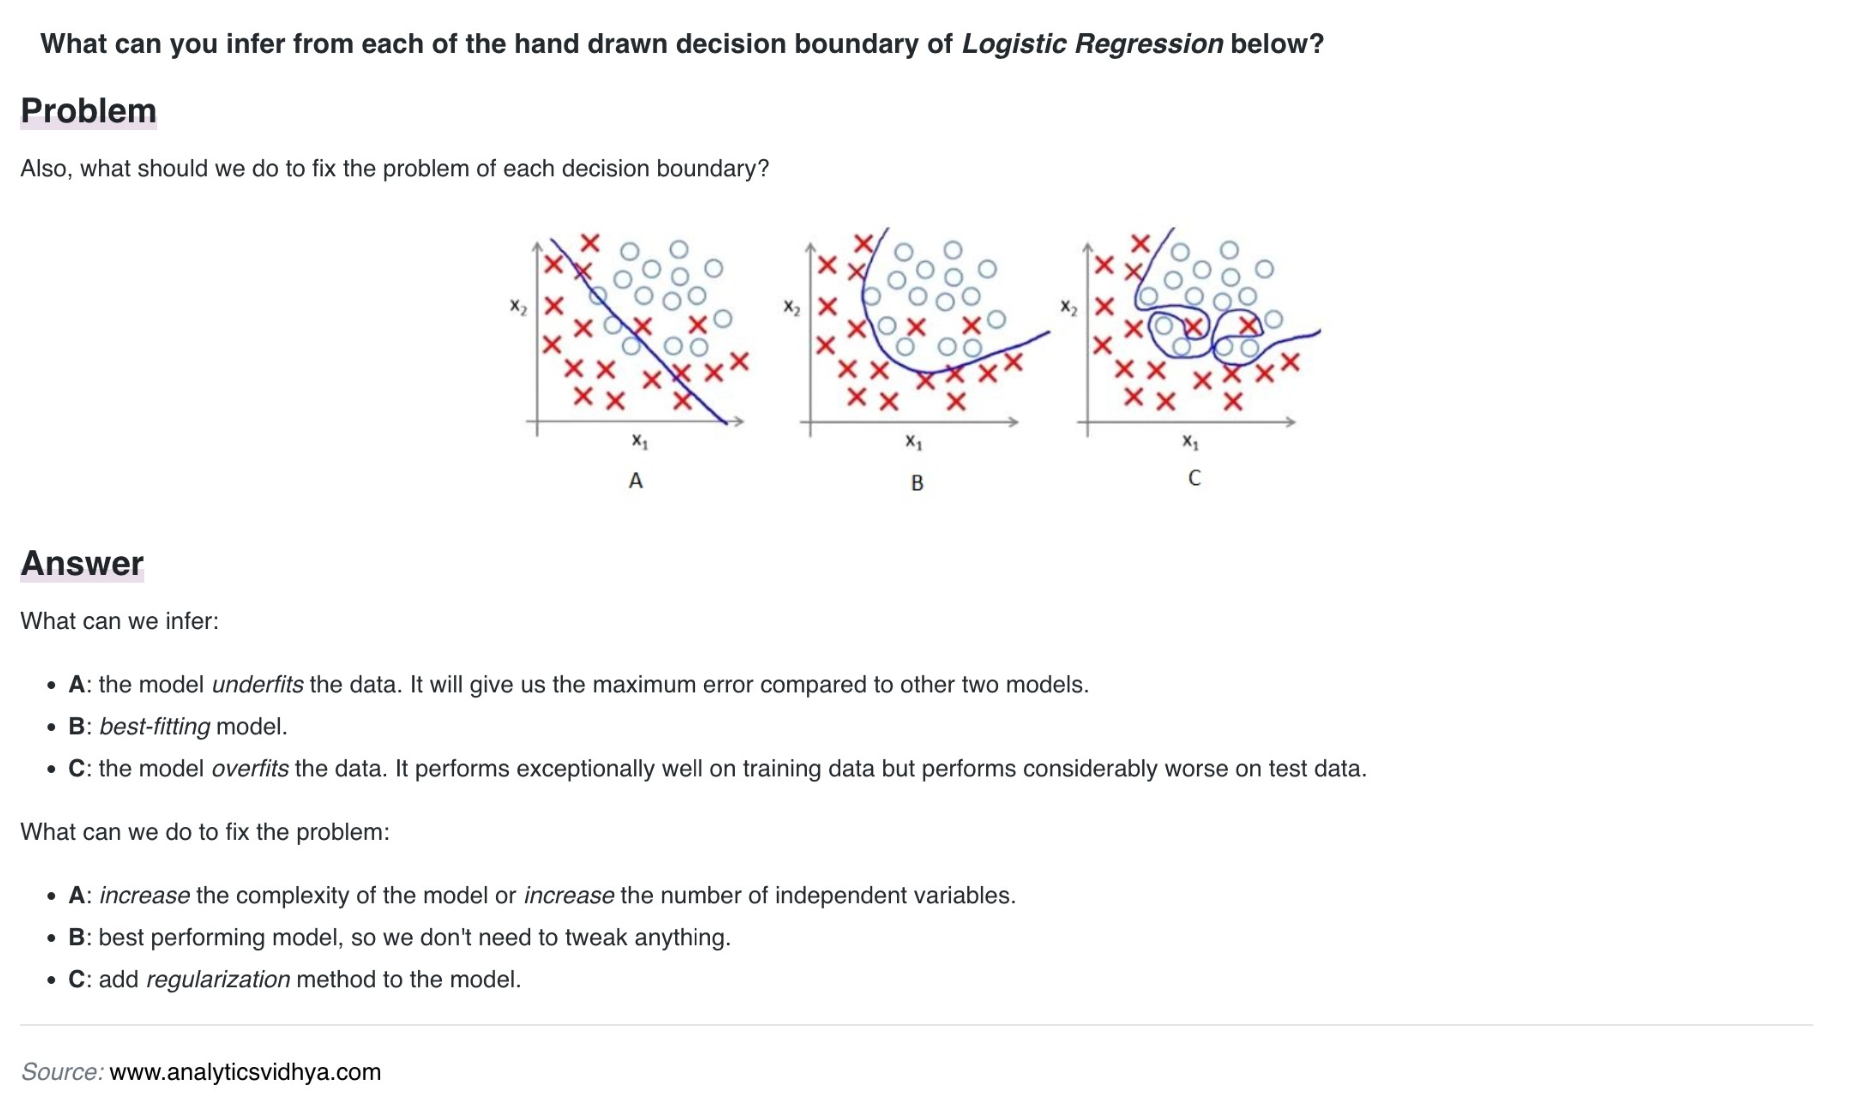 What can you infer from each of the hand drawn decision boundary of Logistic Regression below?
Problem
Also, what should we do to fix the problem of each decision boundary?
x₂ x₂ x₂
x₁ x₁ x₁
A B C
Answer
What can we infer:
• A: the model underfits the data. It will give us the maximum error compared to other two models.
• B: best-fitting model.
• C: the model overfits the data. It performs exceptionally well on training data but performs considerably worse on test data.
What can we do to fix the problem:
• A: increase the complexity of the model or increase the number of independent variables.
• B: best performing model, so we don't need to tweak anything.
• C: add regularization method to the model.
Source: www.analyticsvidhya.com